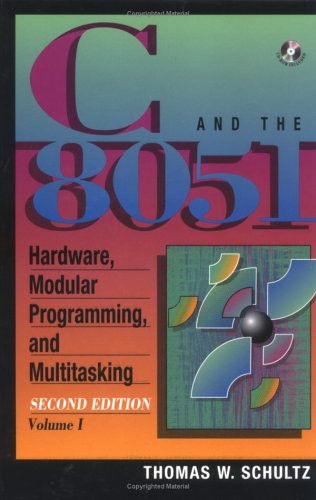 C AND THE
8051
Hardware,
Modular
Programming,
and
Multitasking
SECOND EDITION
Volume I
THOMAS W. SCHULTZ